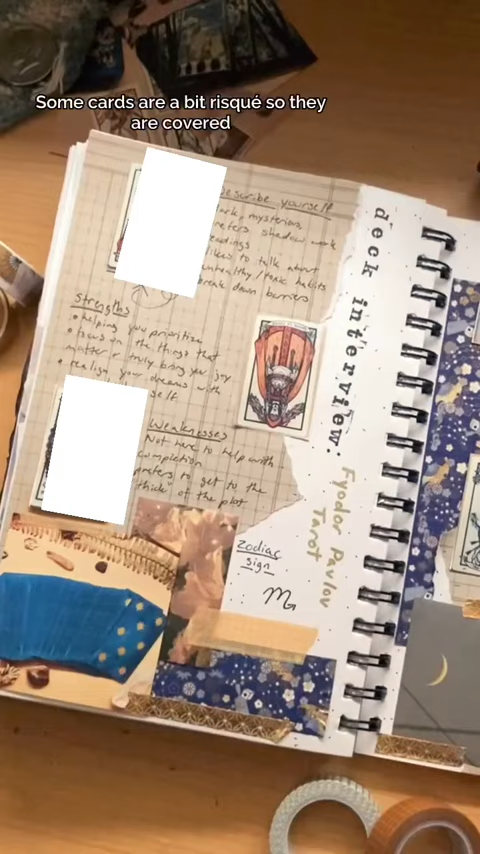 Some cards are a bit risqué so they
are covered
Describe yourself
dark, mysterious,
prefers shadow work
readings
likes to talk about
unhealthy / toxic habits
break down barriers
Strengths
• helping you prioritize
• focus on the things that
matter & truly bring you joy
• realign your dreams with
self
Weaknesses
Not here to help with
completion
prefers to get to the
"thick" of the plot
zodiac
sign
♏
deck interview:
Fyodor Pavlov
Tarot